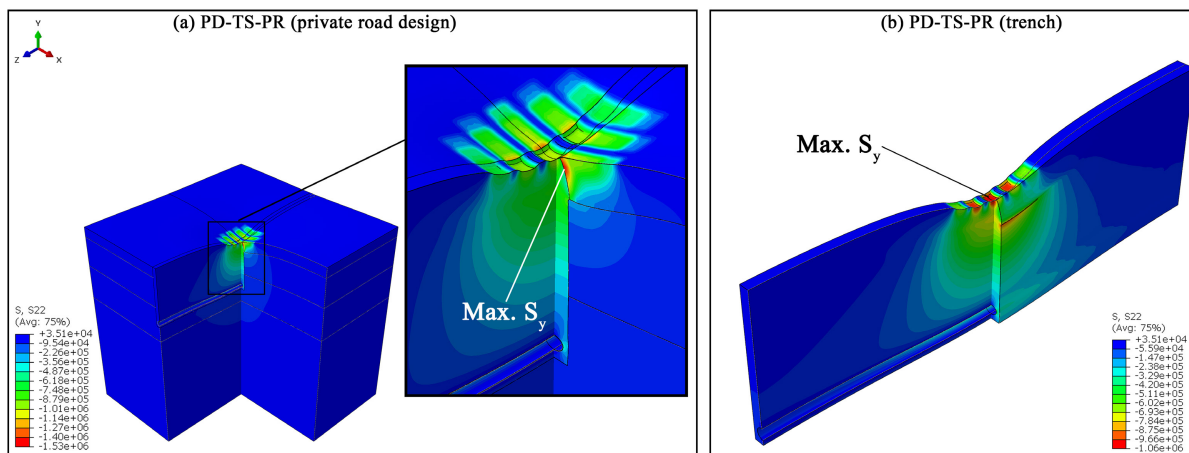 (a) PD-TS-PR (private road design)
Y
Z
X
Max. Sy
S, S22
(Avg: 75%)
+3.51e+04
-9.54e+04
-2.26e+05
-3.56e+05
-4.87e+05
-6.18e+05
-7.48e+05
-8.79e+05
-1.01e+06
-1.14e+06
-1.27e+06
-1.40e+06
-1.53e+06
(b) PD-TS-PR (trench)
Max. Sy
S, S22
(Avg: 75%)
+3.51e+04
-5.59e+04
-1.47e+05
-2.38e+05
-3.29e+05
-4.20e+05
-5.11e+05
-6.02e+05
-6.93e+05
-7.84e+05
-8.75e+05
-9.66e+05
-1.06e+06